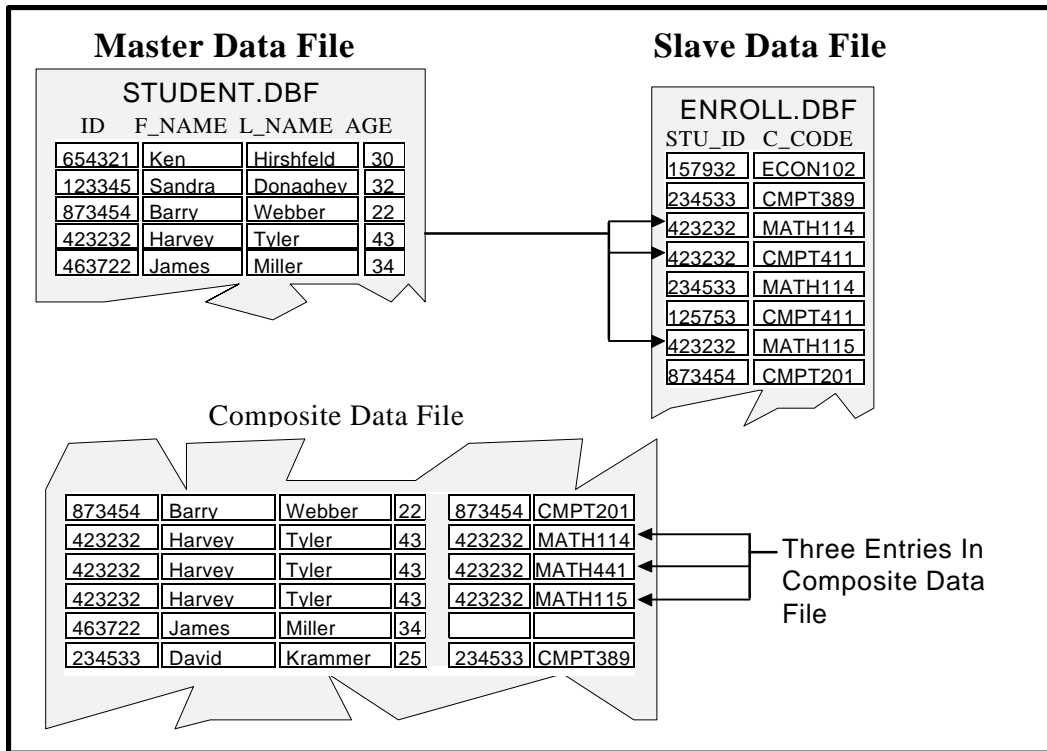 Master Data File
STUDENT.DBF
ID F_NAME L_NAME AGE
654321 Ken Hirshfeld 30
123345 Sandra Donaghey 32
873454 Barry Webber 22
423232 Harvey Tyler 43
463722 James Miller 34
Slave Data File
ENROLL.DBF
STU_ID C_CODE
157932 ECON102
234533 CMPT389
423232 MATH114
423232 CMPT411
234533 MATH114
125753 CMPT411
423232 MATH115
873454 CMPT201
Composite Data File
873454 Barry Webber 22 873454 CMPT201
423232 Harvey Tyler 43 423232 MATH114
423232 Harvey Tyler 43 423232 MATH441
423232 Harvey Tyler 43 423232 MATH115
463722 James Miller 34
234533 David Krammer 25 234533 CMPT389
Three Entries In
Composite Data
File